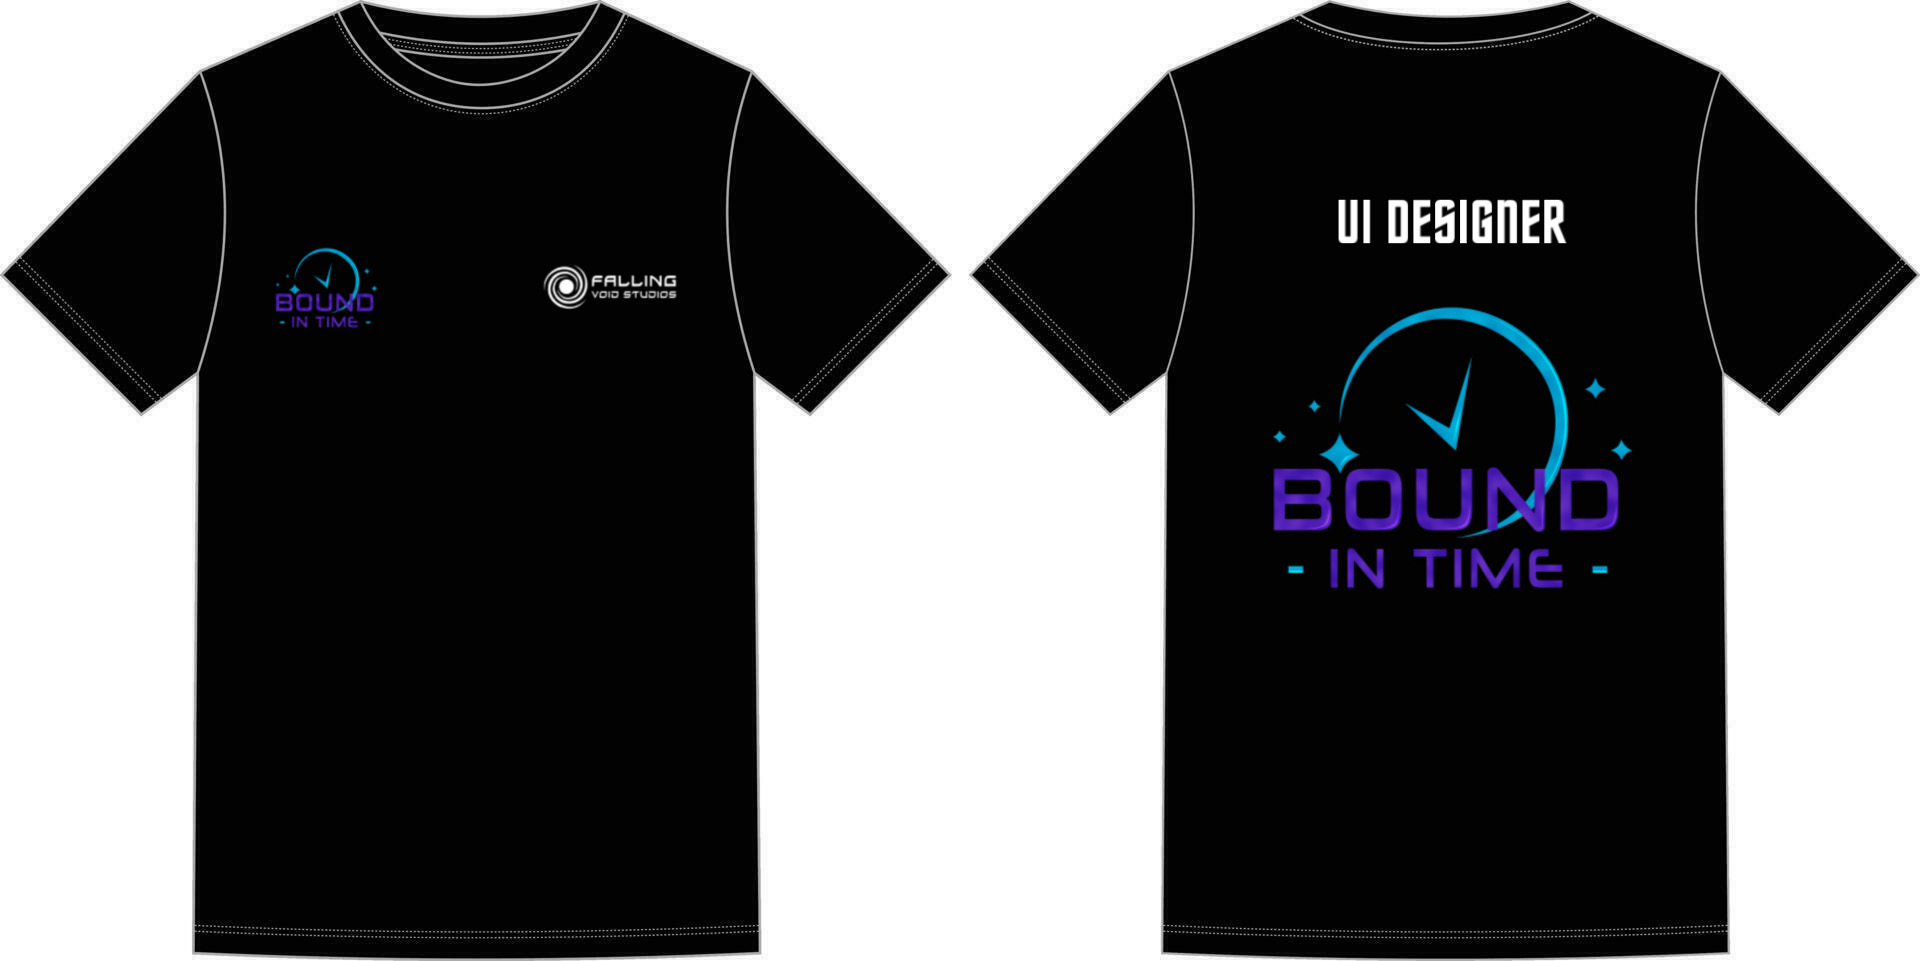 BOUND
- IN TIME -
FALLING
VOID STUDIOS
UI DESIGNER
BOUND
- IN TIME -